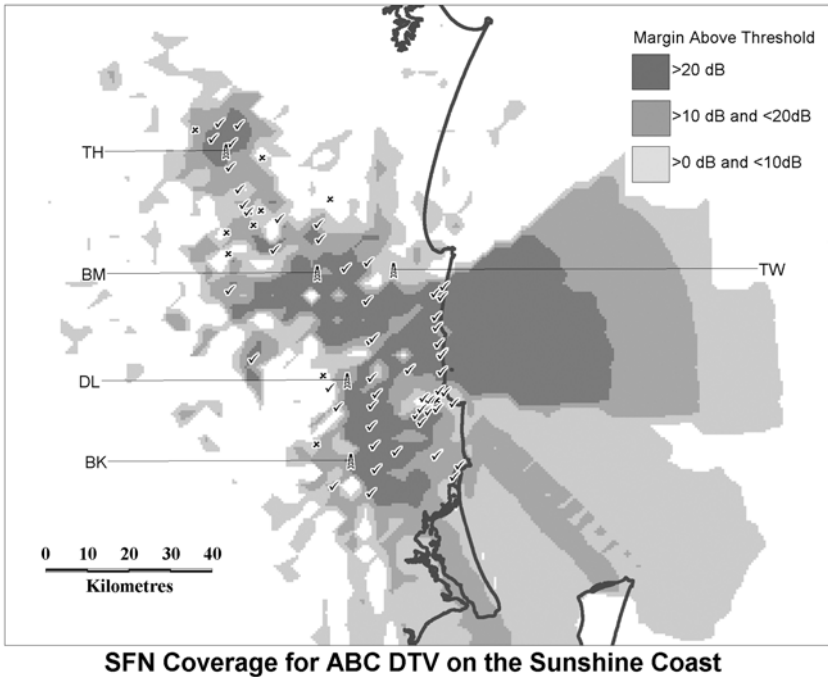 Margin Above Threshold
>20 dB
>10 dB and <20dB
>0 dB and <10dB
TH
BM
TW
DL
BK
0 10 20 30 40
Kilometres
SFN Coverage for ABC DTV on the Sunshine Coast